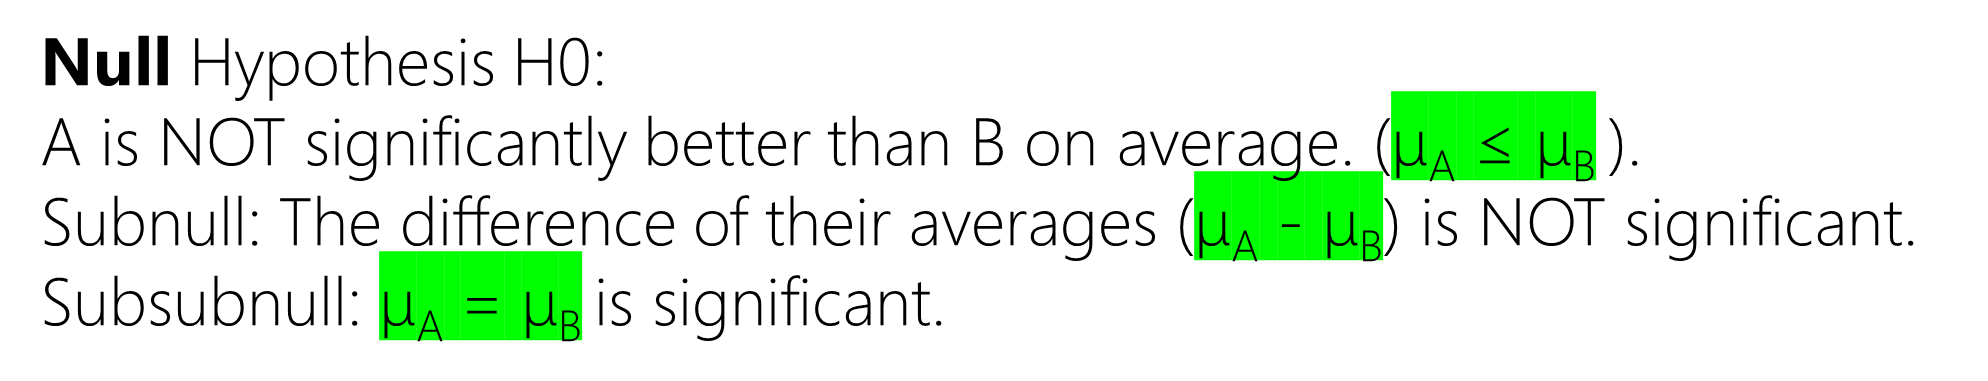 Null Hypothesis H0:
A is NOT significantly better than B on average. (μA ≤ μB ).
Subnull: The difference of their averages (μA - μB) is NOT significant.
Subsubnull: μA = μB is significant.